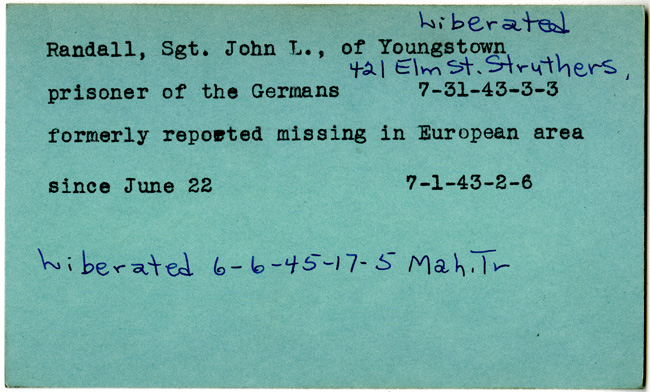 Liberated
Randall, Sgt. John L., of Youngstown
421 Elm St. Struthers,
prisoner of the Germans 7-31-43-3-3
formerly reported missing in European area
since June 22 7-1-43-2-6
Liberated 6-6-45-17-5 Mah. Tr